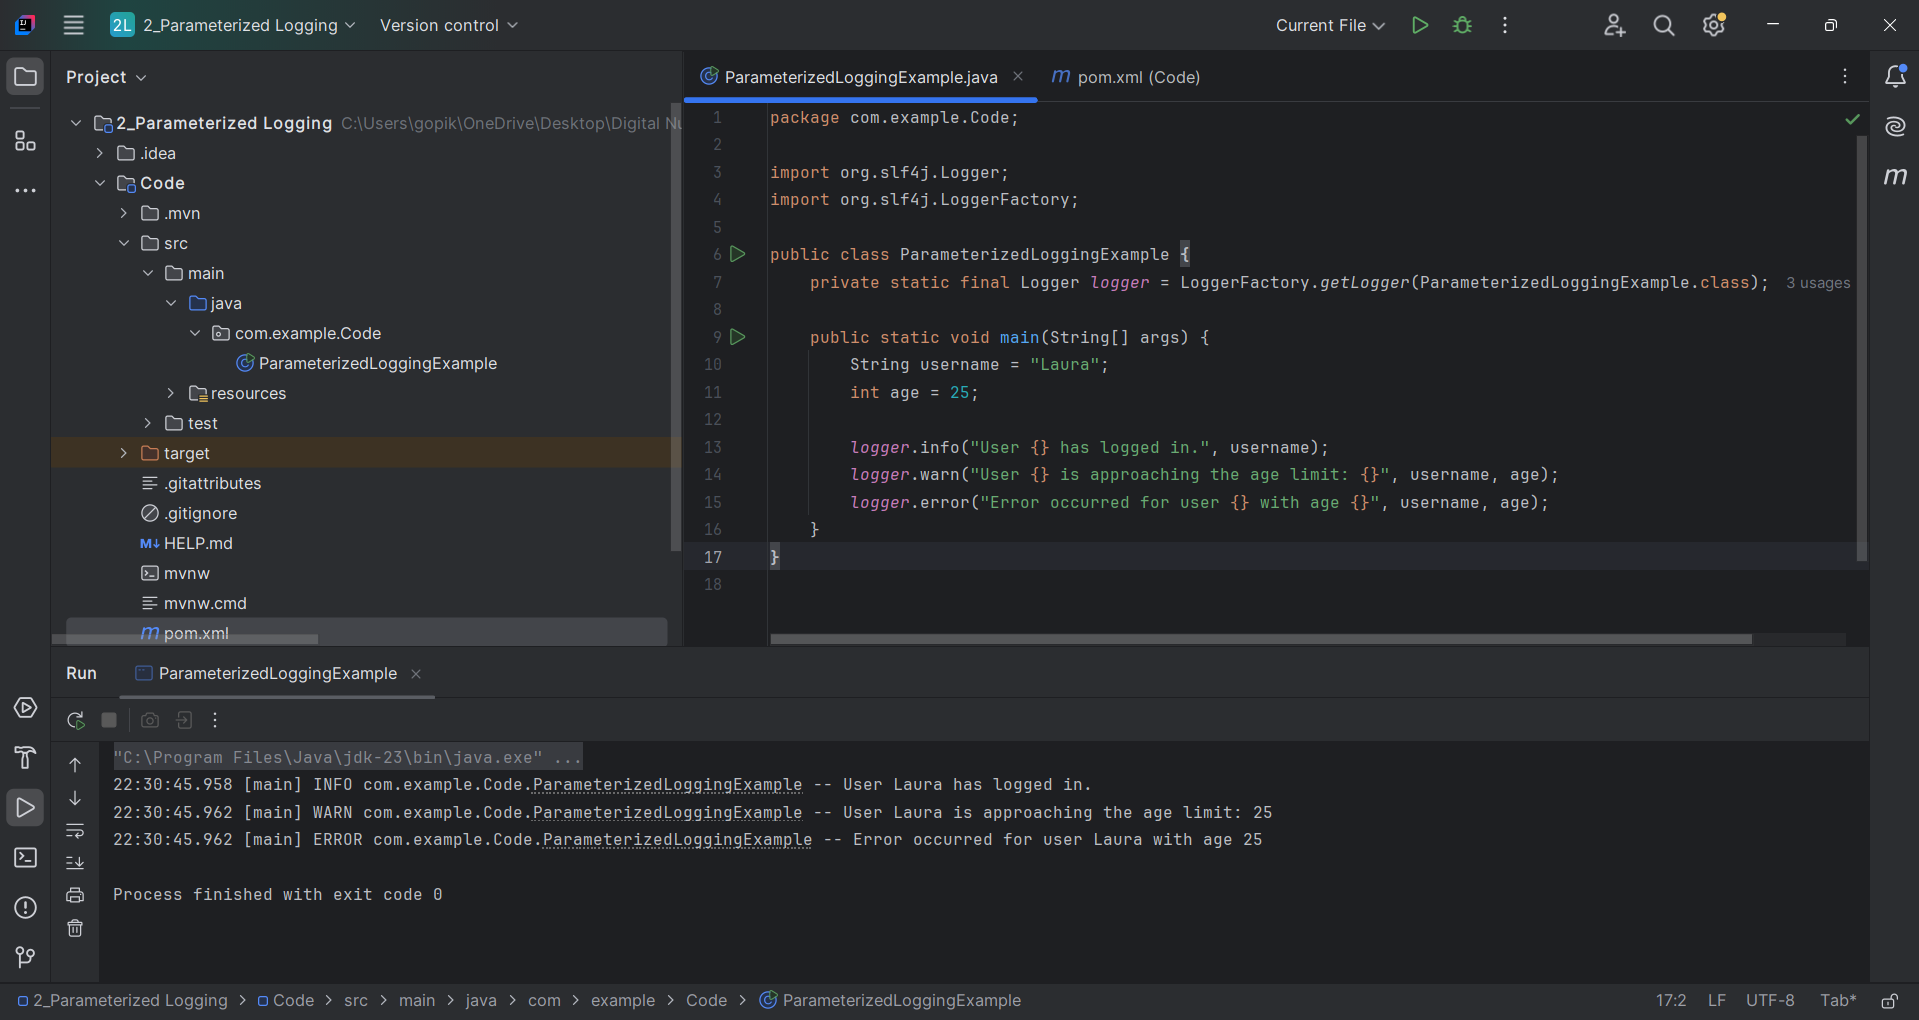 2L 2_Parameterized Logging Version control Current File
Project
2_Parameterized Logging C:\Users\gopik\OneDrive\Desktop\Digital Nu
.idea
Code
.mvn
src
main
java
com.example.Code
ParameterizedLoggingExample
resources
test
target
.gitattributes
.gitignore
M↓ HELP.md
mvnw
mvnw.cmd
m pom.xml
ParameterizedLoggingExample.java m pom.xml (Code)
m
1 package com.example.Code;
2
3 import org.slf4j.Logger;
4 import org.slf4j.LoggerFactory;
5
6 public class ParameterizedLoggingExample {
7 private static final Logger logger = LoggerFactory.getLogger(ParameterizedLoggingExample.class); 3 usages
8
9 public static void main(String[] args) {
10 String username = "Laura";
11 int age = 25;
12
13 logger.info("User {} has logged in.", username);
14 logger.warn("User {} is approaching the age limit: {}", username, age);
15 logger.error("Error occurred for user {} with age {}", username, age);
16 }
17 }
18
Run ParameterizedLoggingExample
"C:\Program Files\Java\jdk-23\bin\java.exe" ...
22:30:45.958 [main] INFO com.example.Code.ParameterizedLoggingExample -- User Laura has logged in.
22:30:45.962 [main] WARN com.example.Code.ParameterizedLoggingExample -- User Laura is approaching the age limit: 25
22:30:45.962 [main] ERROR com.example.Code.ParameterizedLoggingExample -- Error occurred for user Laura with age 25
Process finished with exit code 0
2_Parameterized Logging > Code > src > main > java > com > example > Code > ParameterizedLoggingExample 17:2 LF UTF-8 Tab*